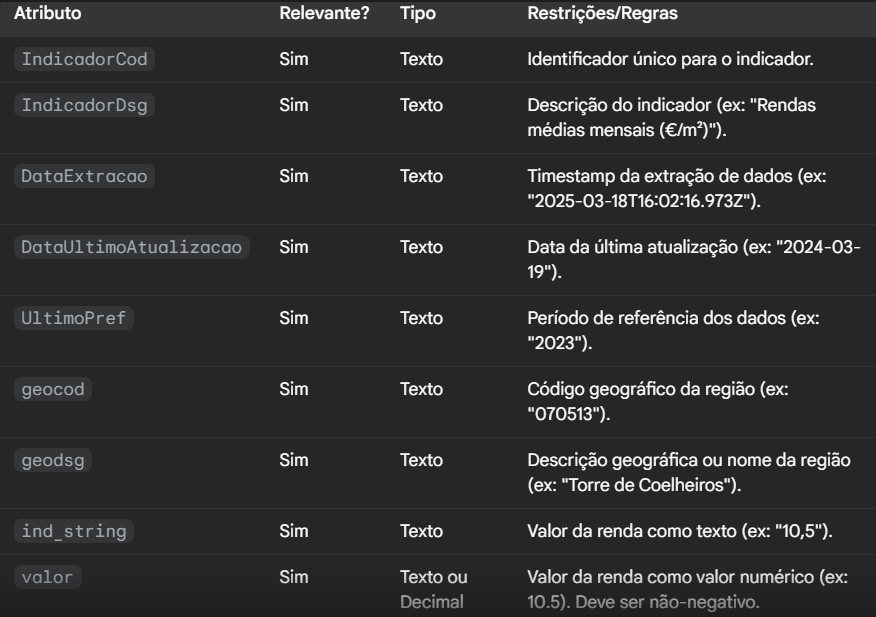 Atributo Relevante? Tipo Restrições/Regras
IndicadorCod Sim Texto Identificador único para o indicador.
IndicadorDsg Sim Texto Descrição do indicador (ex: "Rendas
médias mensais (€/m²)").
DataExtracao Sim Texto Timestamp da extração de dados (ex:
"2025-03-18T16:02:16.973Z").
DataUltimoAtualizacao Sim Texto Data da última atualização (ex: "2024-03-
19").
UltimoPref Sim Texto Período de referência dos dados (ex:
"2023").
geocod Sim Texto Código geográfico da região (ex:
"070513").
geodsg Sim Texto Descrição geográfica ou nome da região
(ex: "Torre de Coelheiros").
ind_string Sim Texto Valor da renda como texto (ex: "10,5").
valor Sim Texto ou Valor da renda como valor numérico (ex:
Decimal 10.5). Deve ser não-negativo.